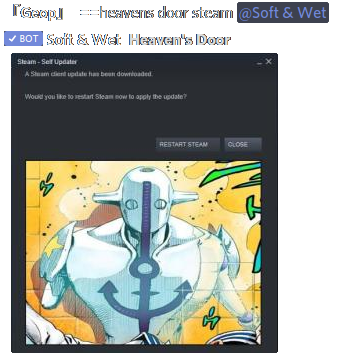 『Geop』 ==heavens door steam @Soft & Wet
✔ BOT Soft & Wet: Heaven's Door
Steam - Self Updater
A Steam client update has been downloaded.
Would you like to restart Steam now to apply the update?
RESTART STEAM CLOSE